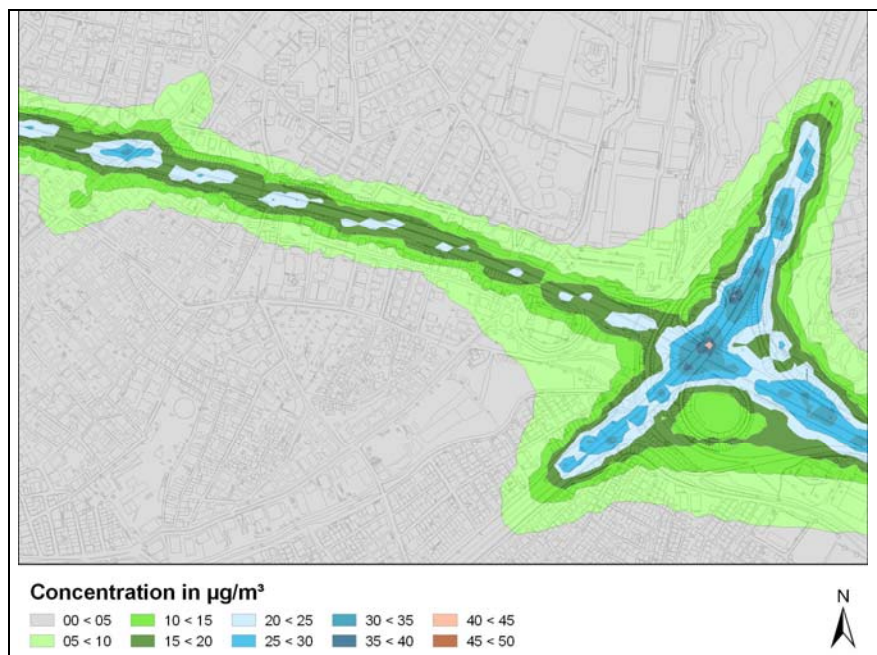 Concentration in µg/m³
N
00 < 05 10 < 15 20 < 25 30 < 35 40 < 45
05 < 10 15 < 20 25 < 30 35 < 40 45 < 50